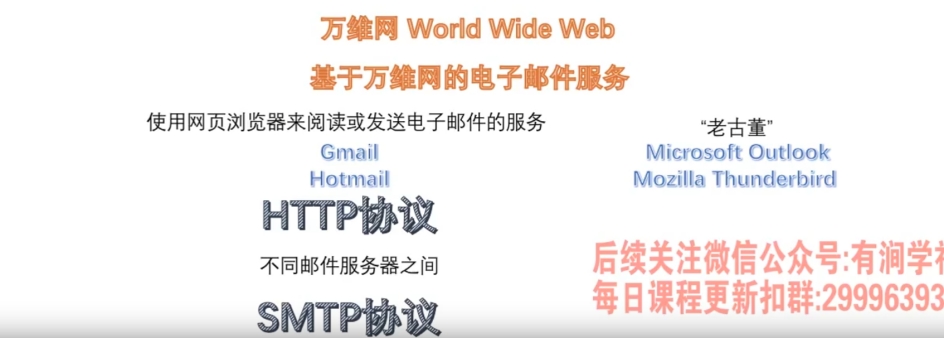 万维网 World Wide Web
基于万维网的电子邮件服务
使用网页浏览器来阅读或发送电子邮件的服务
Gmail
Hotmail
HTTP协议
不同邮件服务器之间
SMTP协议
“老古董”
Microsoft Outlook
Mozilla Thunderbird
后续关注微信公众号:有涧学社
每日课程更新扣群:29996393